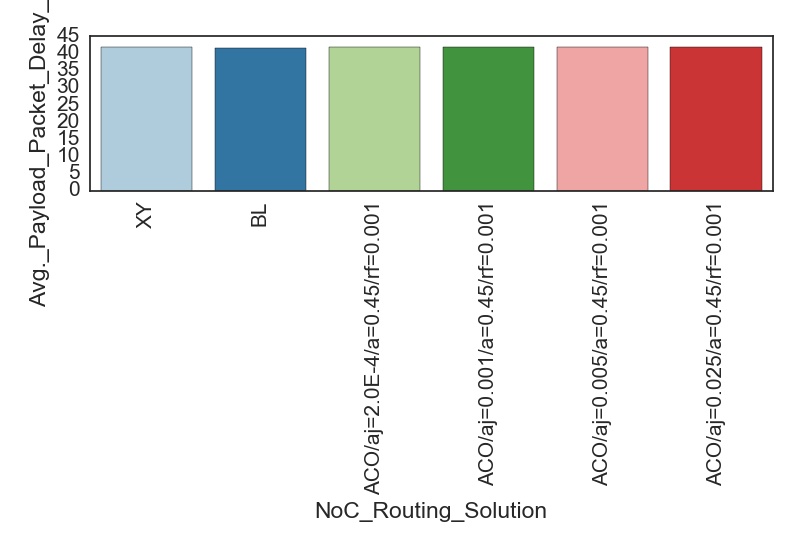 Avg._Payload_Packet_Delay_
45
40
35
30
25
20
15
10
5
0
XY
BL
ACO/aj=2.0E-4/a=0.45/rf=0.001
ACO/aj=0.001/a=0.45/rf=0.001
ACO/aj=0.005/a=0.45/rf=0.001
ACO/aj=0.025/a=0.45/rf=0.001
NoC_Routing_Solution